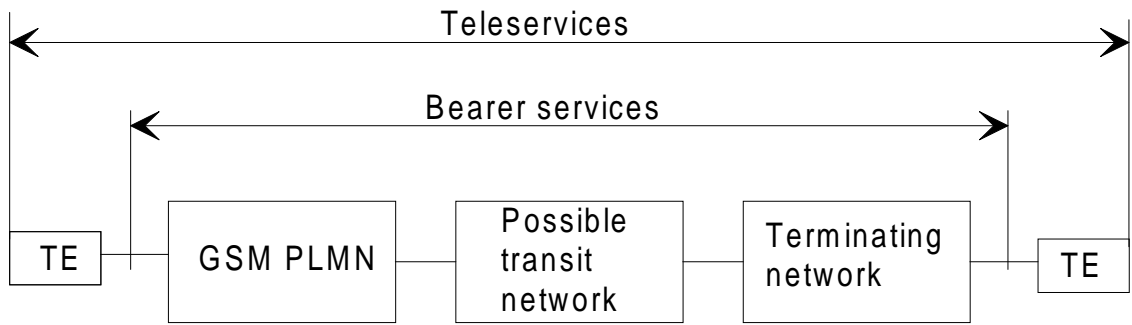 Teleservices
Bearer services
TE
GSM PLMN
Possible
transit
network
Terminating
network
TE